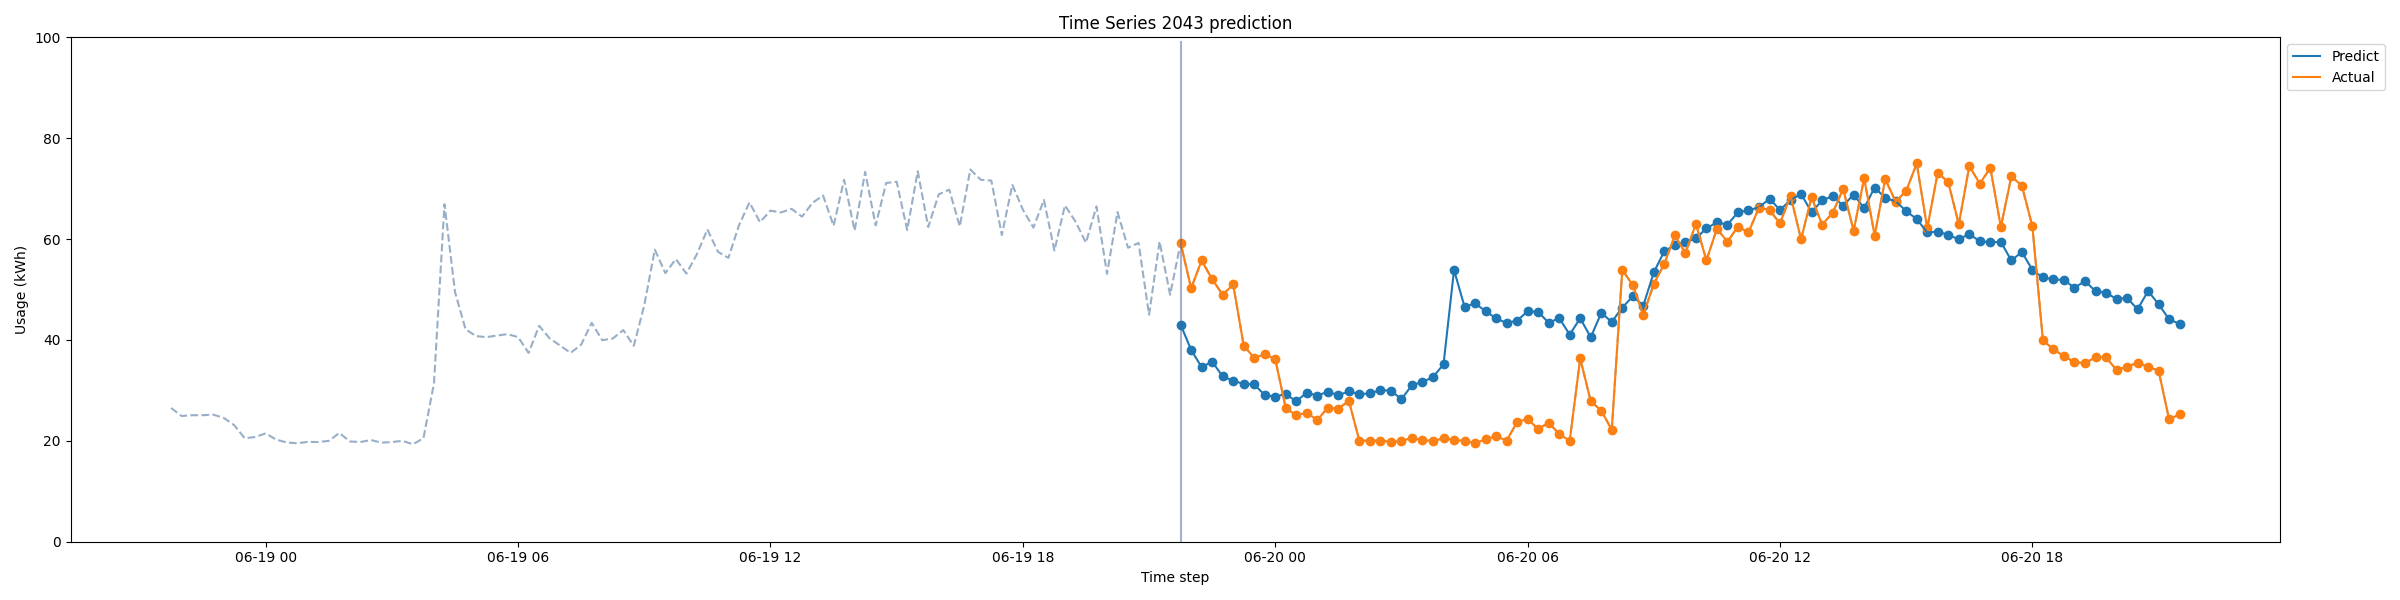 Time Series 2043 prediction
100
80
60
40
20
0
Usage (kWh)
06-19 00
06-19 06
06-19 12
06-19 18
06-20 00
06-20 06
06-20 12
06-20 18
Time step
Predict
Actual